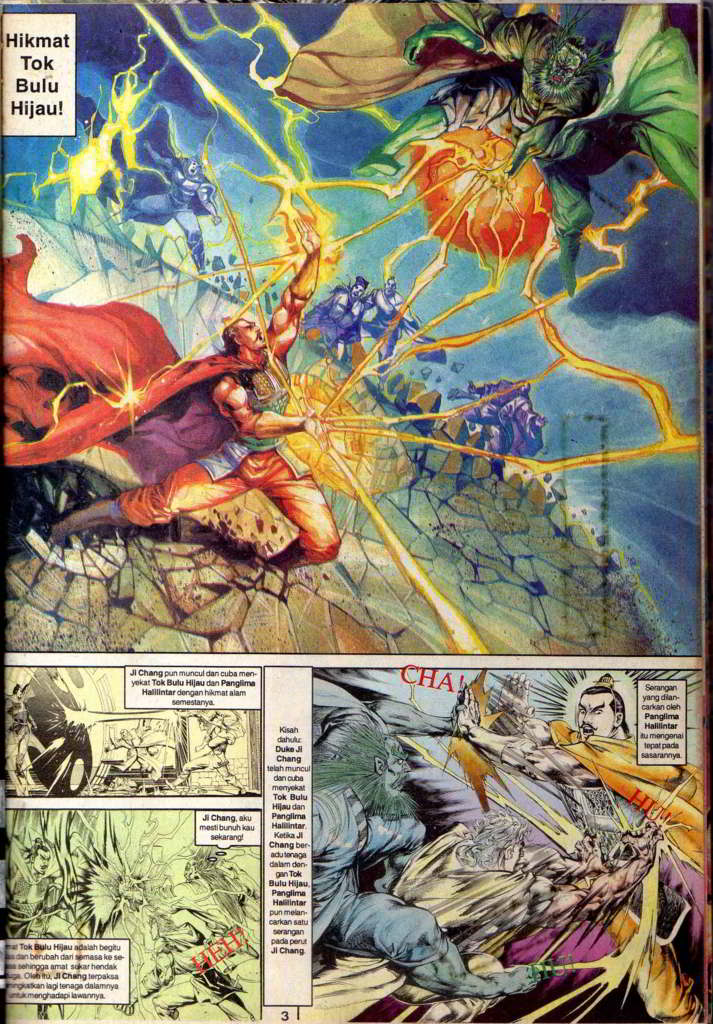 Hikmat
Tok
Bulu
Hijau!
Ji Chang pun muncul dan cuba men-
yekat Tok Bulu Hijau dan Panglima
Halilintar dengan hikmat alam
semestanya.
Ji Chang, aku
mesti bunuh kau
sekarang!
Tok Bulu Hijau adalah begitu
dan berubah dari semasa ke se-
sehingga amat sukar hendak
Oleh itu, Ji Chang terpaksa
lagi tenaga dalamnya
untuk menghadapi lawannya.
HEH!
Kisah
dahulu:
Duke Ji
Chang
telah muncul
dan cuba
menyekat
Tok Bulu
Hijau dan
Panglima
Halilintar.
Ketika Ji
Chang ber-
adu tenaga
dalam den-
gan Tok
Bulu Hijau,
Panglima
Halilintar
pun melan-
carkan satu
serangan
pada perut
Ji Chang.
CHA!
Serangan
yang dilan-
carkan oleh
Panglima
Halilintar
itu mengenai
tepat pada
sasarannya.
HU!
3